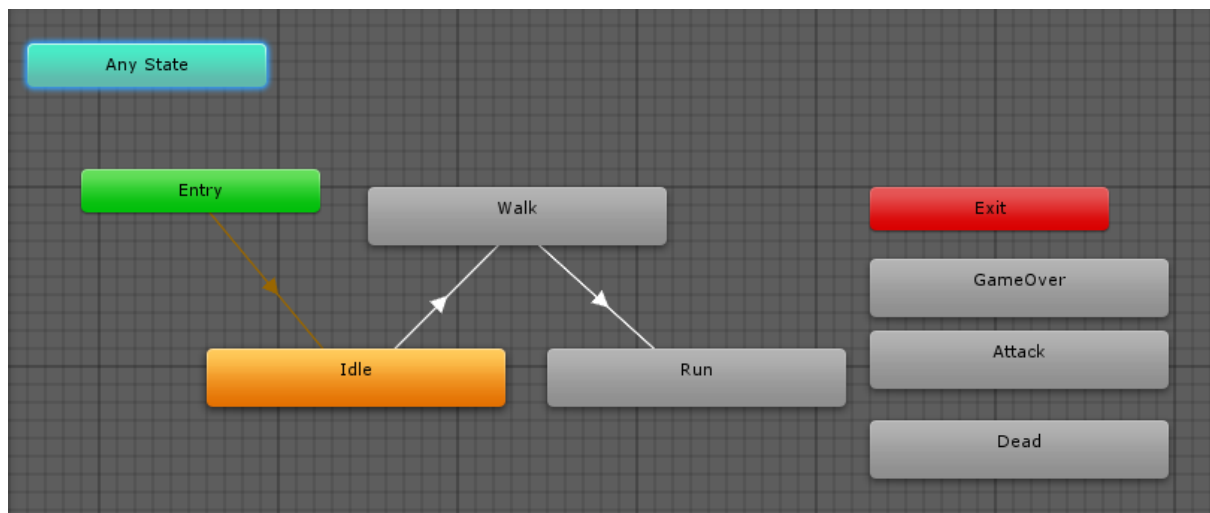 Any State
Entry
Walk
Exit
GameOver
Attack
Idle
Run
Dead